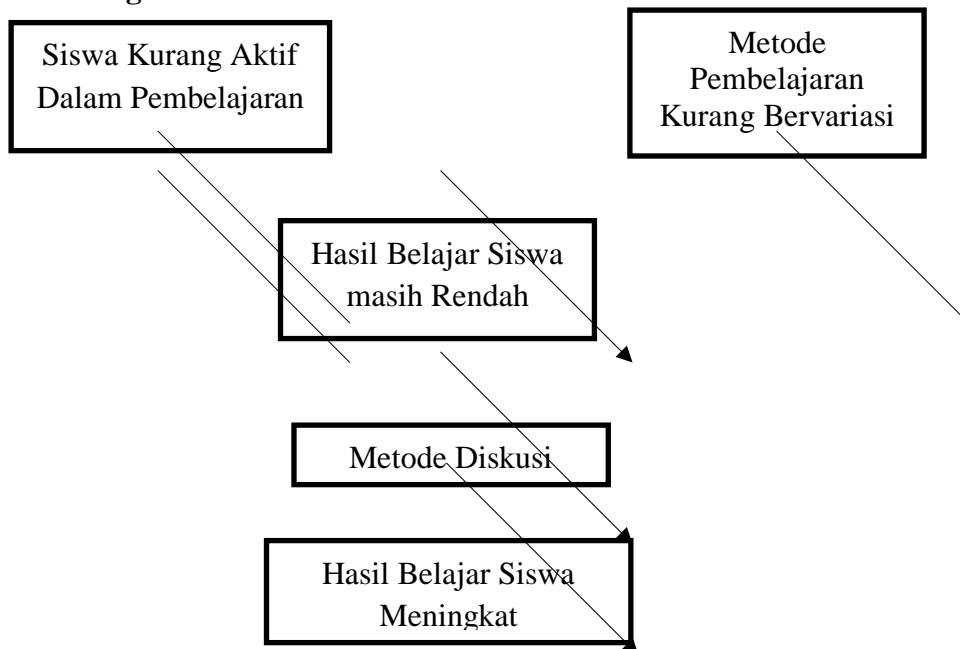 Siswa Kurang Aktif
Dalam Pembelajaran
Metode
Pembelajaran
Kurang Bervariasi
Hasil Belajar Siswa
masih Rendah
Metode Diskusi
Hasil Belajar Siswa
Meningkat